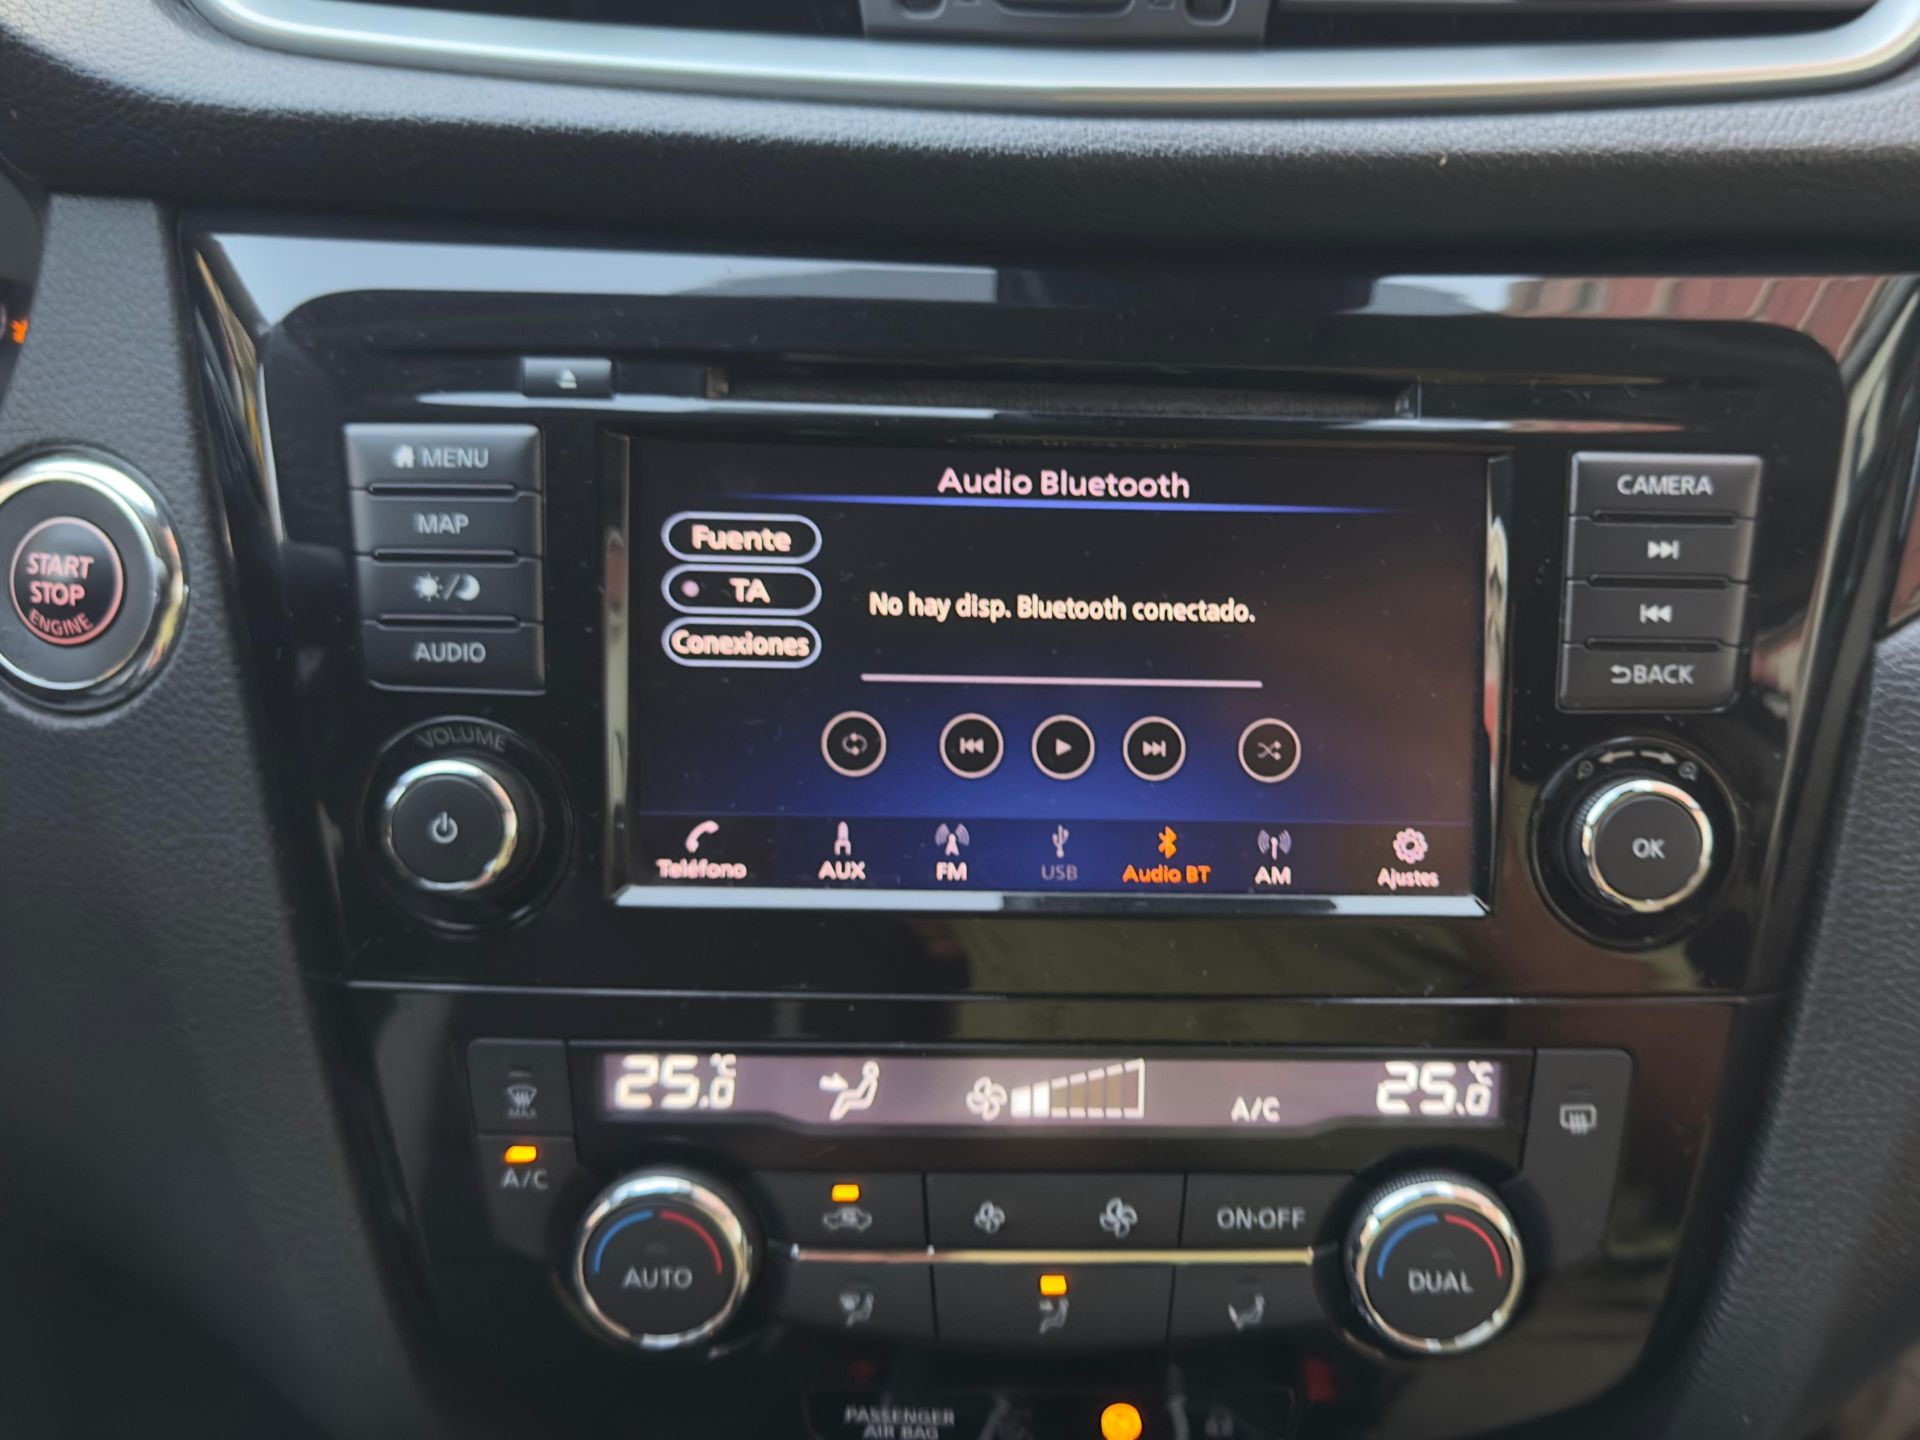 MENU
MAP
AUDIO
VOLUME
START
STOP
ENGINE
Audio Bluetooth
Fuente
TA
Conexiones
No hay disp. Bluetooth conectado.
Teléfono
AUX
FM
USB
Audio BT
AM
Ajustes
CAMERA
BACK
OK
25.0°C
A/C
25.0°C
MAX
A/C
AUTO
ON·OFF
DUAL
PASSENGER
AIR BAG